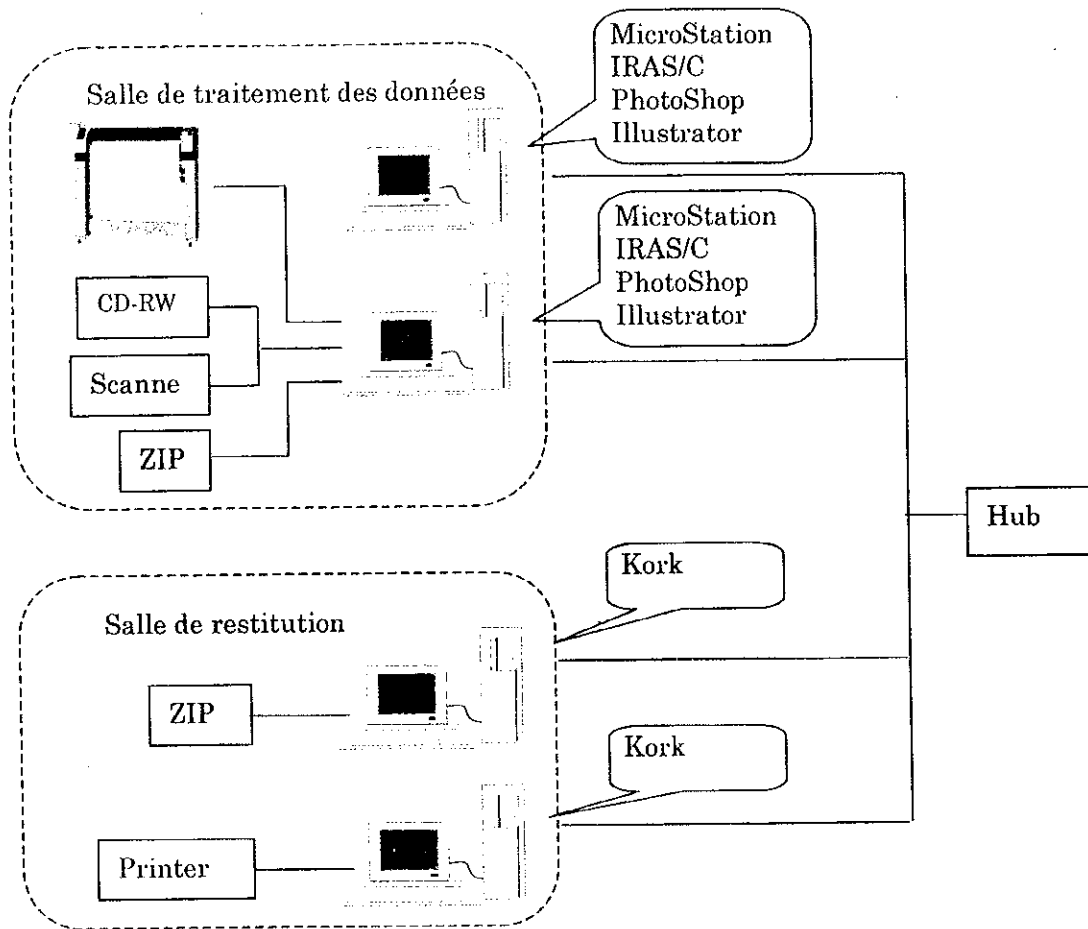 MicroStation
IRAS/C
PhotoShop
Illustrator
Salle de traitement des données
MicroStation
IRAS/C
PhotoShop
Illustrator
CD-RW
Scanne
ZIP
Hub
Kork
Salle de restitution
ZIP
Kork
Printer